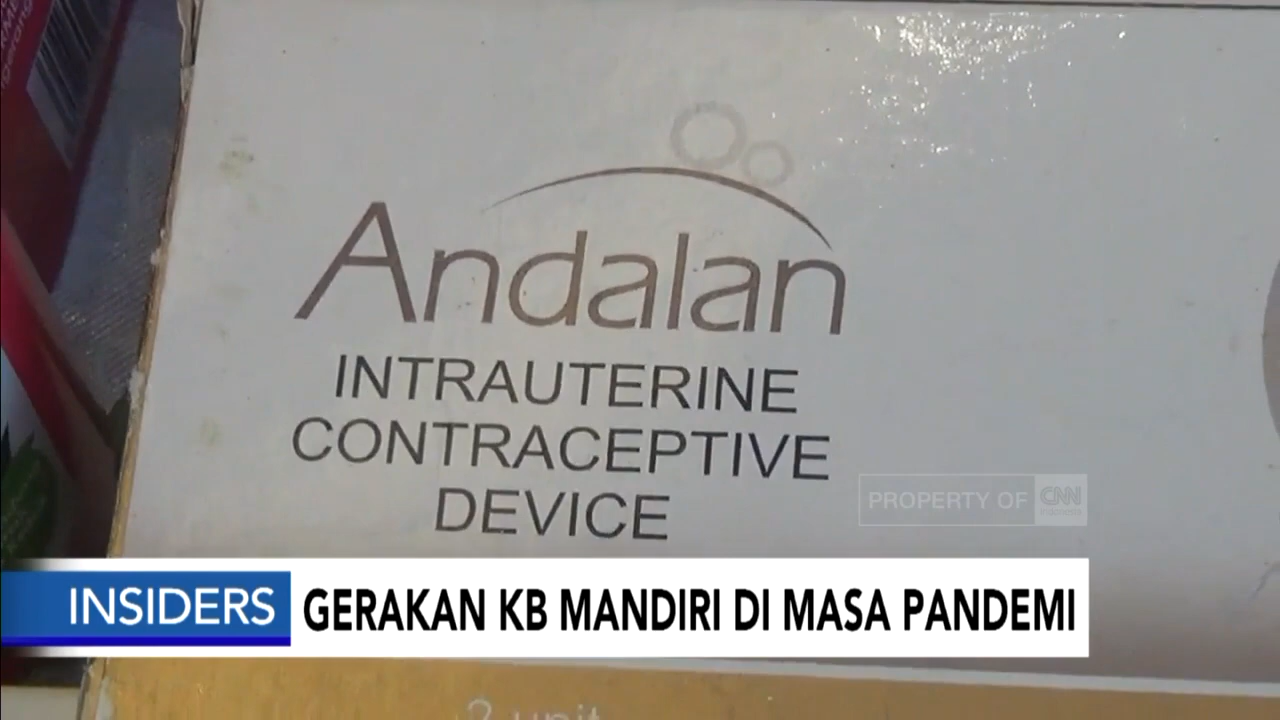 Andalan
INTRAUTERINE
CONTRACEPTIVE
DEVICE
PROPERTY OF CNN
INSIDERS GERAKAN KB MANDIRI DI MASA PANDEMI